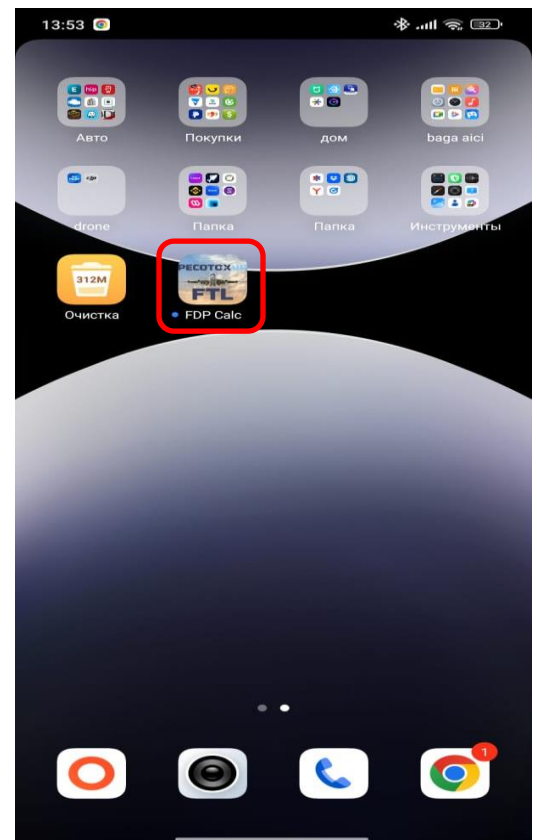 13:53 32
Авто Покупки дом baga aici
drone Папка Папка Инструменты
312M
FTL
Очистка FDP Calc
1